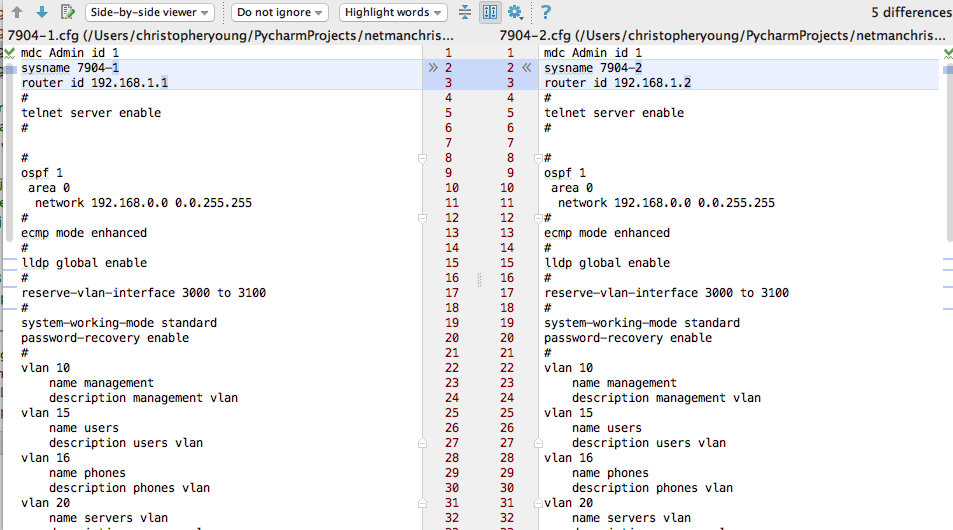 Side-by-side viewer Do not ignore Highlight words ? 5 differences
7904-1.cfg (/Users/christopheryoung/PycharmProjects/netmanchris... 7904-2.cfg (/Users/christopheryoung/PycharmProjects/netmanchris...
mdc Admin id 1 1 1 mdc Admin id 1
sysname 7904-1 » 2 2 « sysname 7904-2
router id 192.168.1.1 3 3 router id 192.168.1.2
# 4 4 #
telnet server enable 5 5 telnet server enable
# 6 6 #
7 7
# 8 8 #
ospf 1 9 9 ospf 1
area 0 10 10 area 0
network 192.168.0.0 0.0.255.255 11 11 network 192.168.0.0 0.0.255.255
# 12 12 #
ecmp mode enhanced 13 13 ecmp mode enhanced
# 14 14 #
lldp global enable 15 15 lldp global enable
# 16 16 #
reserve-vlan-interface 3000 to 3100 17 17 reserve-vlan-interface 3000 to 3100
# 18 18 #
system-working-mode standard 19 19 system-working-mode standard
password-recovery enable 20 20 password-recovery enable
# 21 21 #
vlan 10 22 22 vlan 10
name management 23 23 name management
description management vlan 24 24 description management vlan
vlan 15 25 25 vlan 15
name users 26 26 name users
description users vlan 27 27 description users vlan
vlan 16 28 28 vlan 16
name phones 29 29 name phones
description phones vlan 30 30 description phones vlan
vlan 20 31 31 vlan 20
name servers vlan 32 32 name servers vlan